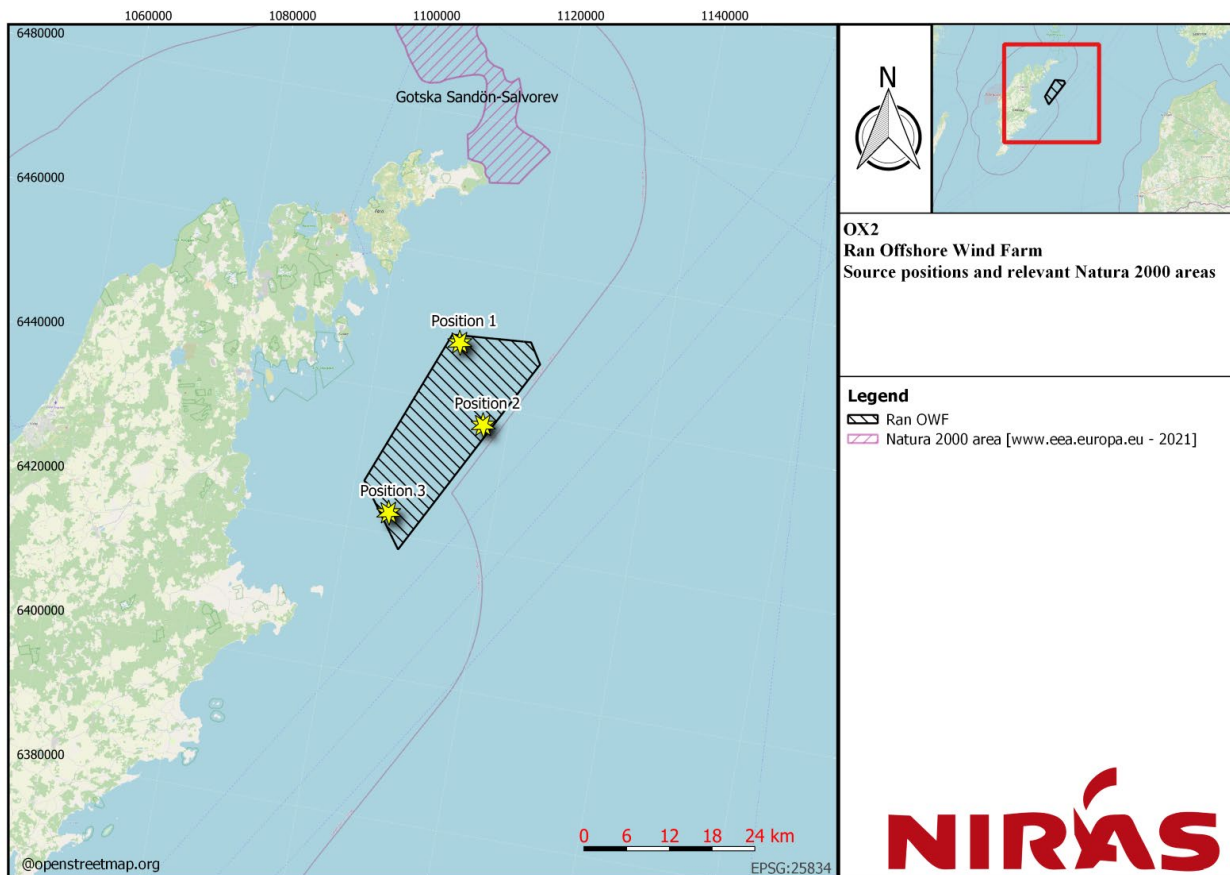 1060000 1080000 1100000 1120000 1140000
6480000
Gotska Sandön-Salvorev
6460000
6440000
Position 1
Position 2
6420000
Position 3
6400000
6380000
0 6 12 18 24 km
@openstreetmap.org
EPSG:25834
N
OX2
Ran Offshore Wind Farm
Source positions and relevant Natura 2000 areas
Legend
Ran OWF
Natura 2000 area [www.eea.europa.eu - 2021]
NIRAS